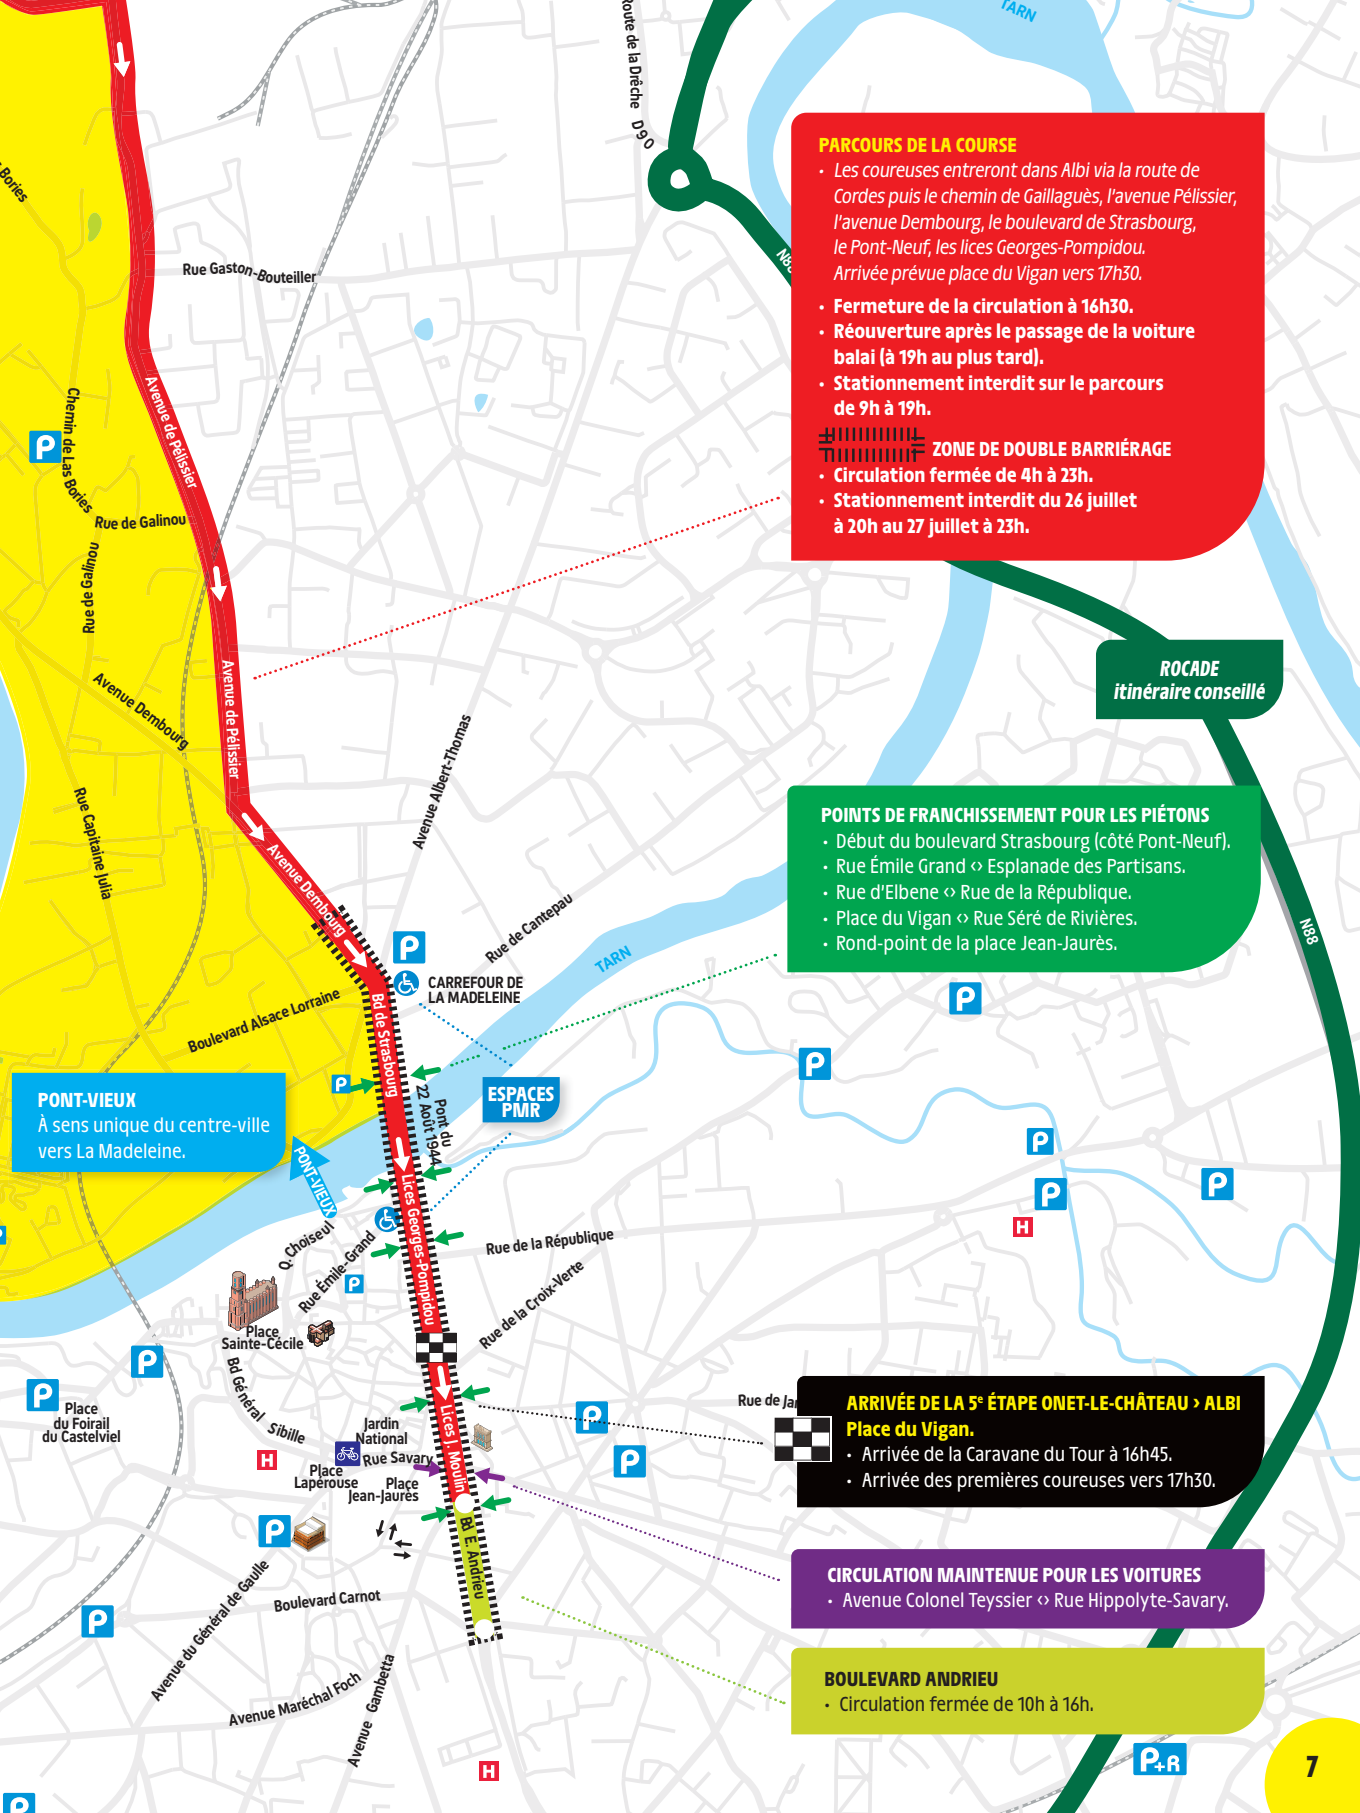 TARN
Route de la Drêche D90
Bories
N88
PARCOURS DE LA COURSE
• Les coureuses entreront dans Albi via la route de
Cordes puis le chemin de Gaillaguès, l'avenue Pélissier,
l'avenue Dembourg, le boulevard de Strasbourg,
le Pont-Neuf, les lices Georges-Pompidou.
Arrivée prévue place du Vigan vers 17h30.
• Fermeture de la circulation à 16h30.
• Réouverture après le passage de la voiture
balai (à 19h au plus tard).
• Stationnement interdit sur le parcours
de 9h à 19h.
ZONE DE DOUBLE BARRIÉRAGE
• Circulation fermée de 4h à 23h.
• Stationnement interdit du 26 juillet
à 20h au 27 juillet à 23h.
Rue Gaston-Bouteiller
Avenue de Pélissier
Chemin de Las Bories
P
Rue de Galinou
Rue de Galinou
ROCADE
itinéraire conseillé
Avenue de Pélissier
Avenue Dembourg
Avenue Albert-Thomas
Rue Capitaine Julia
Avenue Dembourg
POINTS DE FRANCHISSEMENT POUR LES PIÉTONS
• Début du boulevard Strasbourg (côté Pont-Neuf).
• Rue Émile Grand <> Esplanade des Partisans.
• Rue d'Elbene <> Rue de la République.
• Place du Vigan <> Rue Séré de Rivières.
• Rond-point de la place Jean-Jaurès.
N88
Rue de Cantepau
TARN
P
CARREFOUR DE
LA MADELEINE
P
Boulevard Alsace Lorraine
Bd de Strasbourg
P
P
PONT-VIEUX
À sens unique du centre-ville
vers La Madeleine.
ESPACES
PMR
Pont du
22 Août 1944
PONT-VIEUX
P
P
P
H
Lices Georges-Pompidou
Q. Choiseul
Rue Émile-Grand
P
Rue de la République
Rue de la Croix-Verte
Place
Sainte-Cécile
P
P
Place
du Foirail
du Castelviel
Bd Général Sibille
Jardin
National
Rue Savary
Lices J. Moulin
H
Place
Lapérouse
Place
Jean-Jaurès
P
P
Rue de Jar
ARRIVÉE DE LA 5e ÉTAPE ONET-LE-CHÂTEAU > ALBI
Place du Vigan.
• Arrivée de la Caravane du Tour à 16h45.
• Arrivée des premières coureuses vers 17h30.
P
Bd E. Andrieu
CIRCULATION MAINTENUE POUR LES VOITURES
• Avenue Colonel Teyssier <> Rue Hippolyte-Savary.
P
Avenue du Général de Gaulle
Boulevard Carnot
BOULEVARD ANDRIEU
• Circulation fermée de 10h à 16h.
Avenue Maréchal Foch
Avenue Gambetta
H
P+R
P
7